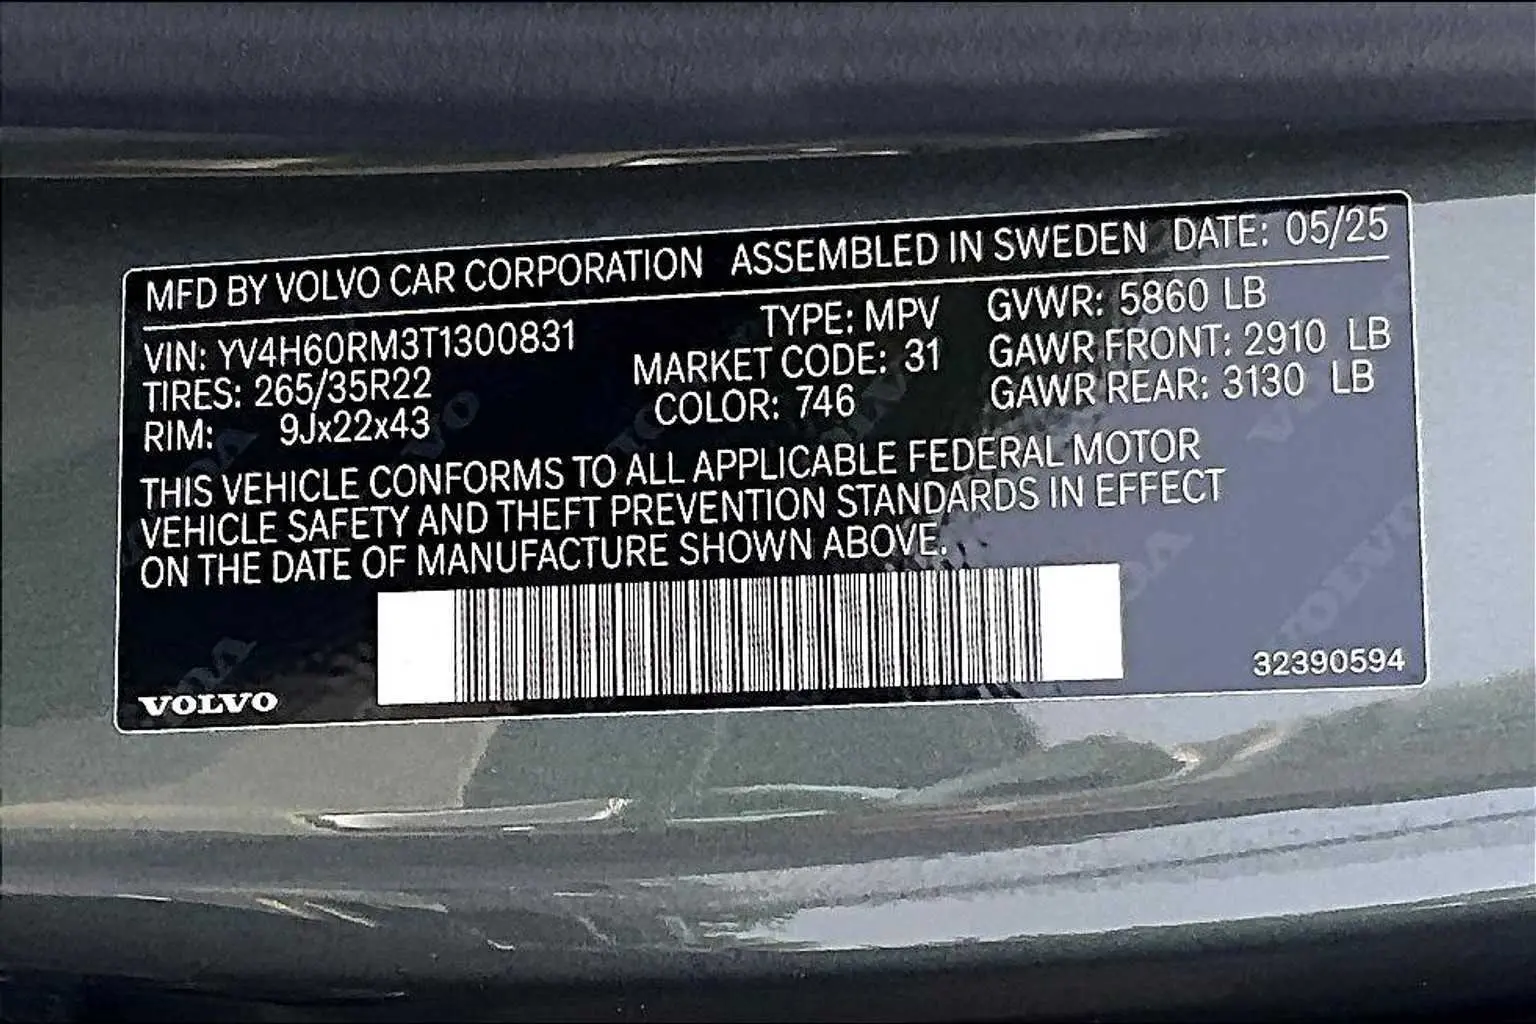 MFD BY VOLVO CAR CORPORATION ASSEMBLED IN SWEDEN DATE: 05/25
VIN: YV4H60RM3T1300831 TYPE: MPV GVWR: 5860 LB
TIRES: 265/35R22 MARKET CODE: 31 GAWR FRONT: 2910 LB
RIM: 9Jx22x43 COLOR: 746 GAWR REAR: 3130 LB
THIS VEHICLE CONFORMS TO ALL APPLICABLE FEDERAL MOTOR
VEHICLE SAFETY AND THEFT PREVENTION STANDARDS IN EFFECT
ON THE DATE OF MANUFACTURE SHOWN ABOVE.
VOLVO 32390594